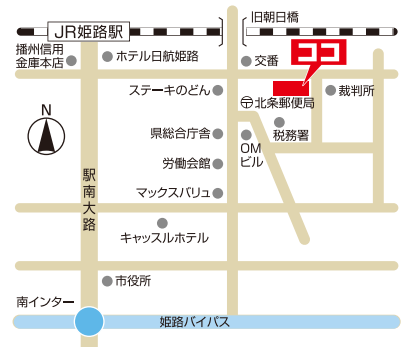 旧朝日橋
JR姫路駅
播州信用
金庫本店
ホテル日航姫路
交番
ココ
ステーキのどん
裁判所
〒北条郵便局
N
県総合庁舎
税務署
OM
ビル
労働会館
駅南大路
マックスバリュ
キャッスルホテル
市役所
南インター
姫路バイパス